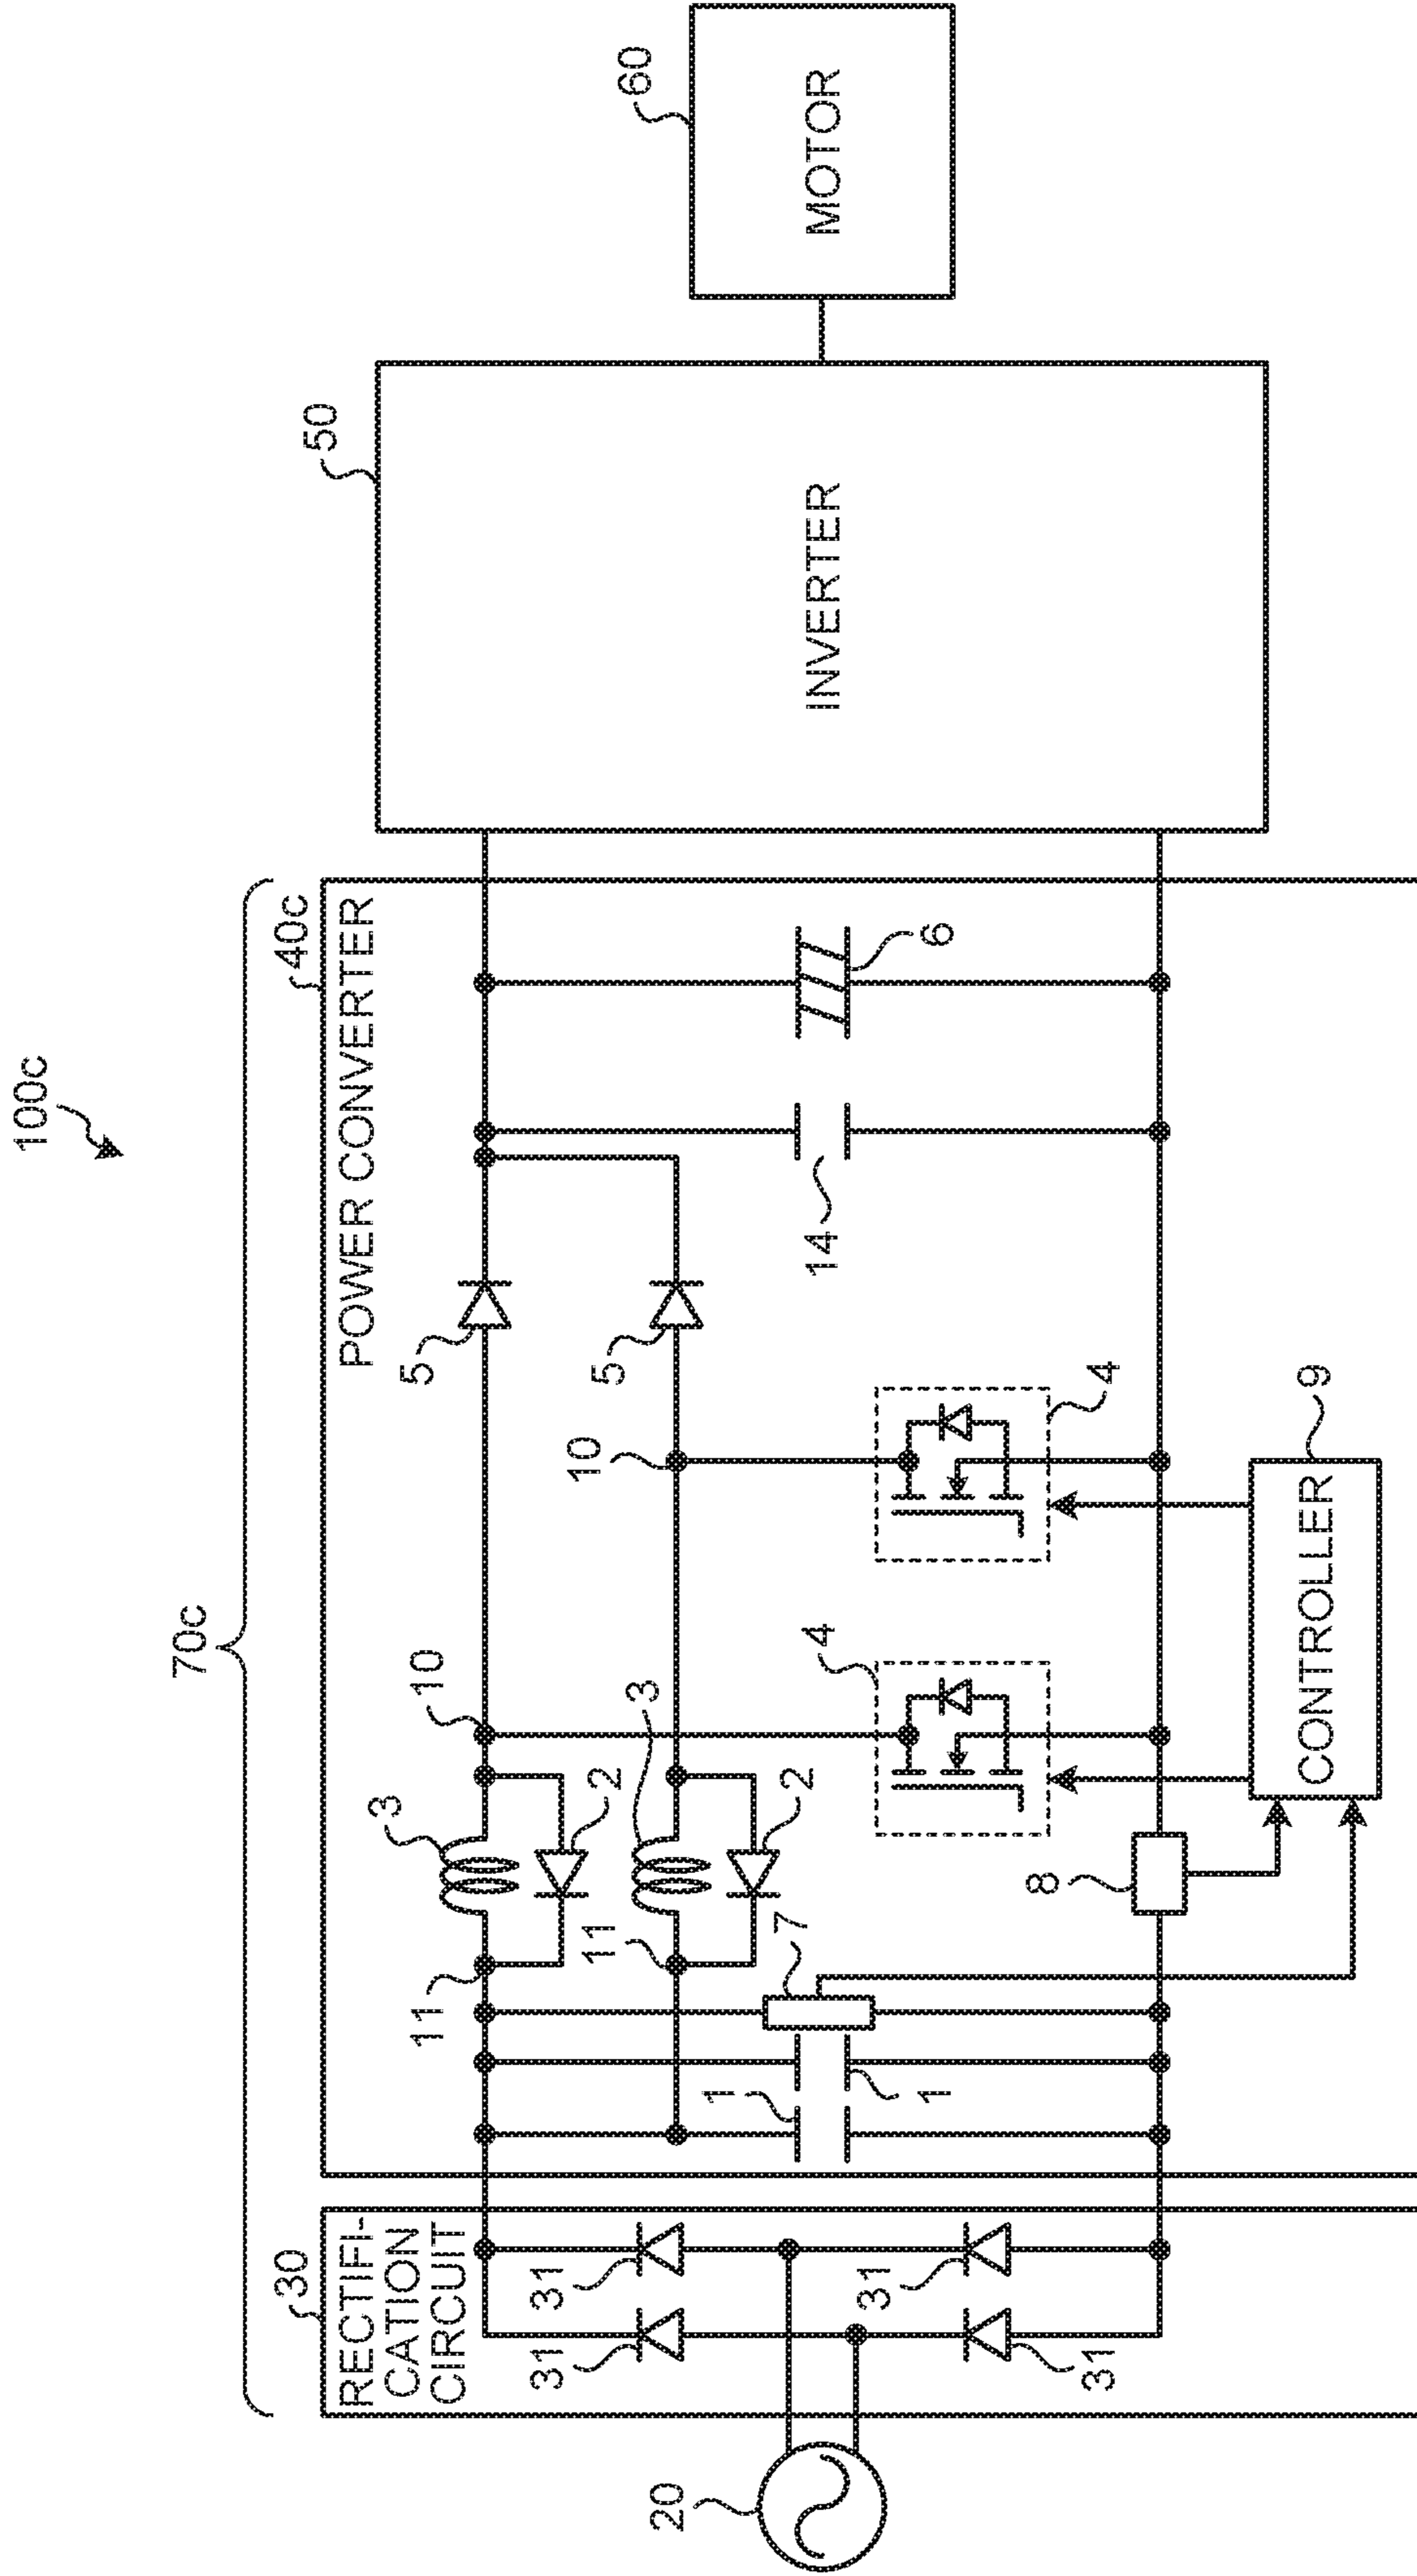 100c
70c
30
RECTIFI-
CATION
CIRCUIT
40c
POWER CONVERTER
50
INVERTER
60
MOTOR
20
31
31
31
31
1
1
7
11
11
3
3
2
2
10
10
4
4
5
5
14
6
8
9
CONTROLLER